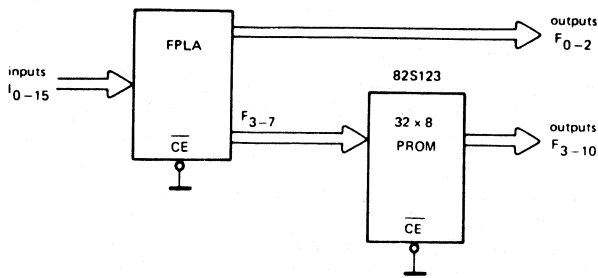 outputs
F0–2
FPLA
inputs
I0–15
82S123
F3–7
32 × 8
PROM
outputs
F3–10
CE
CE